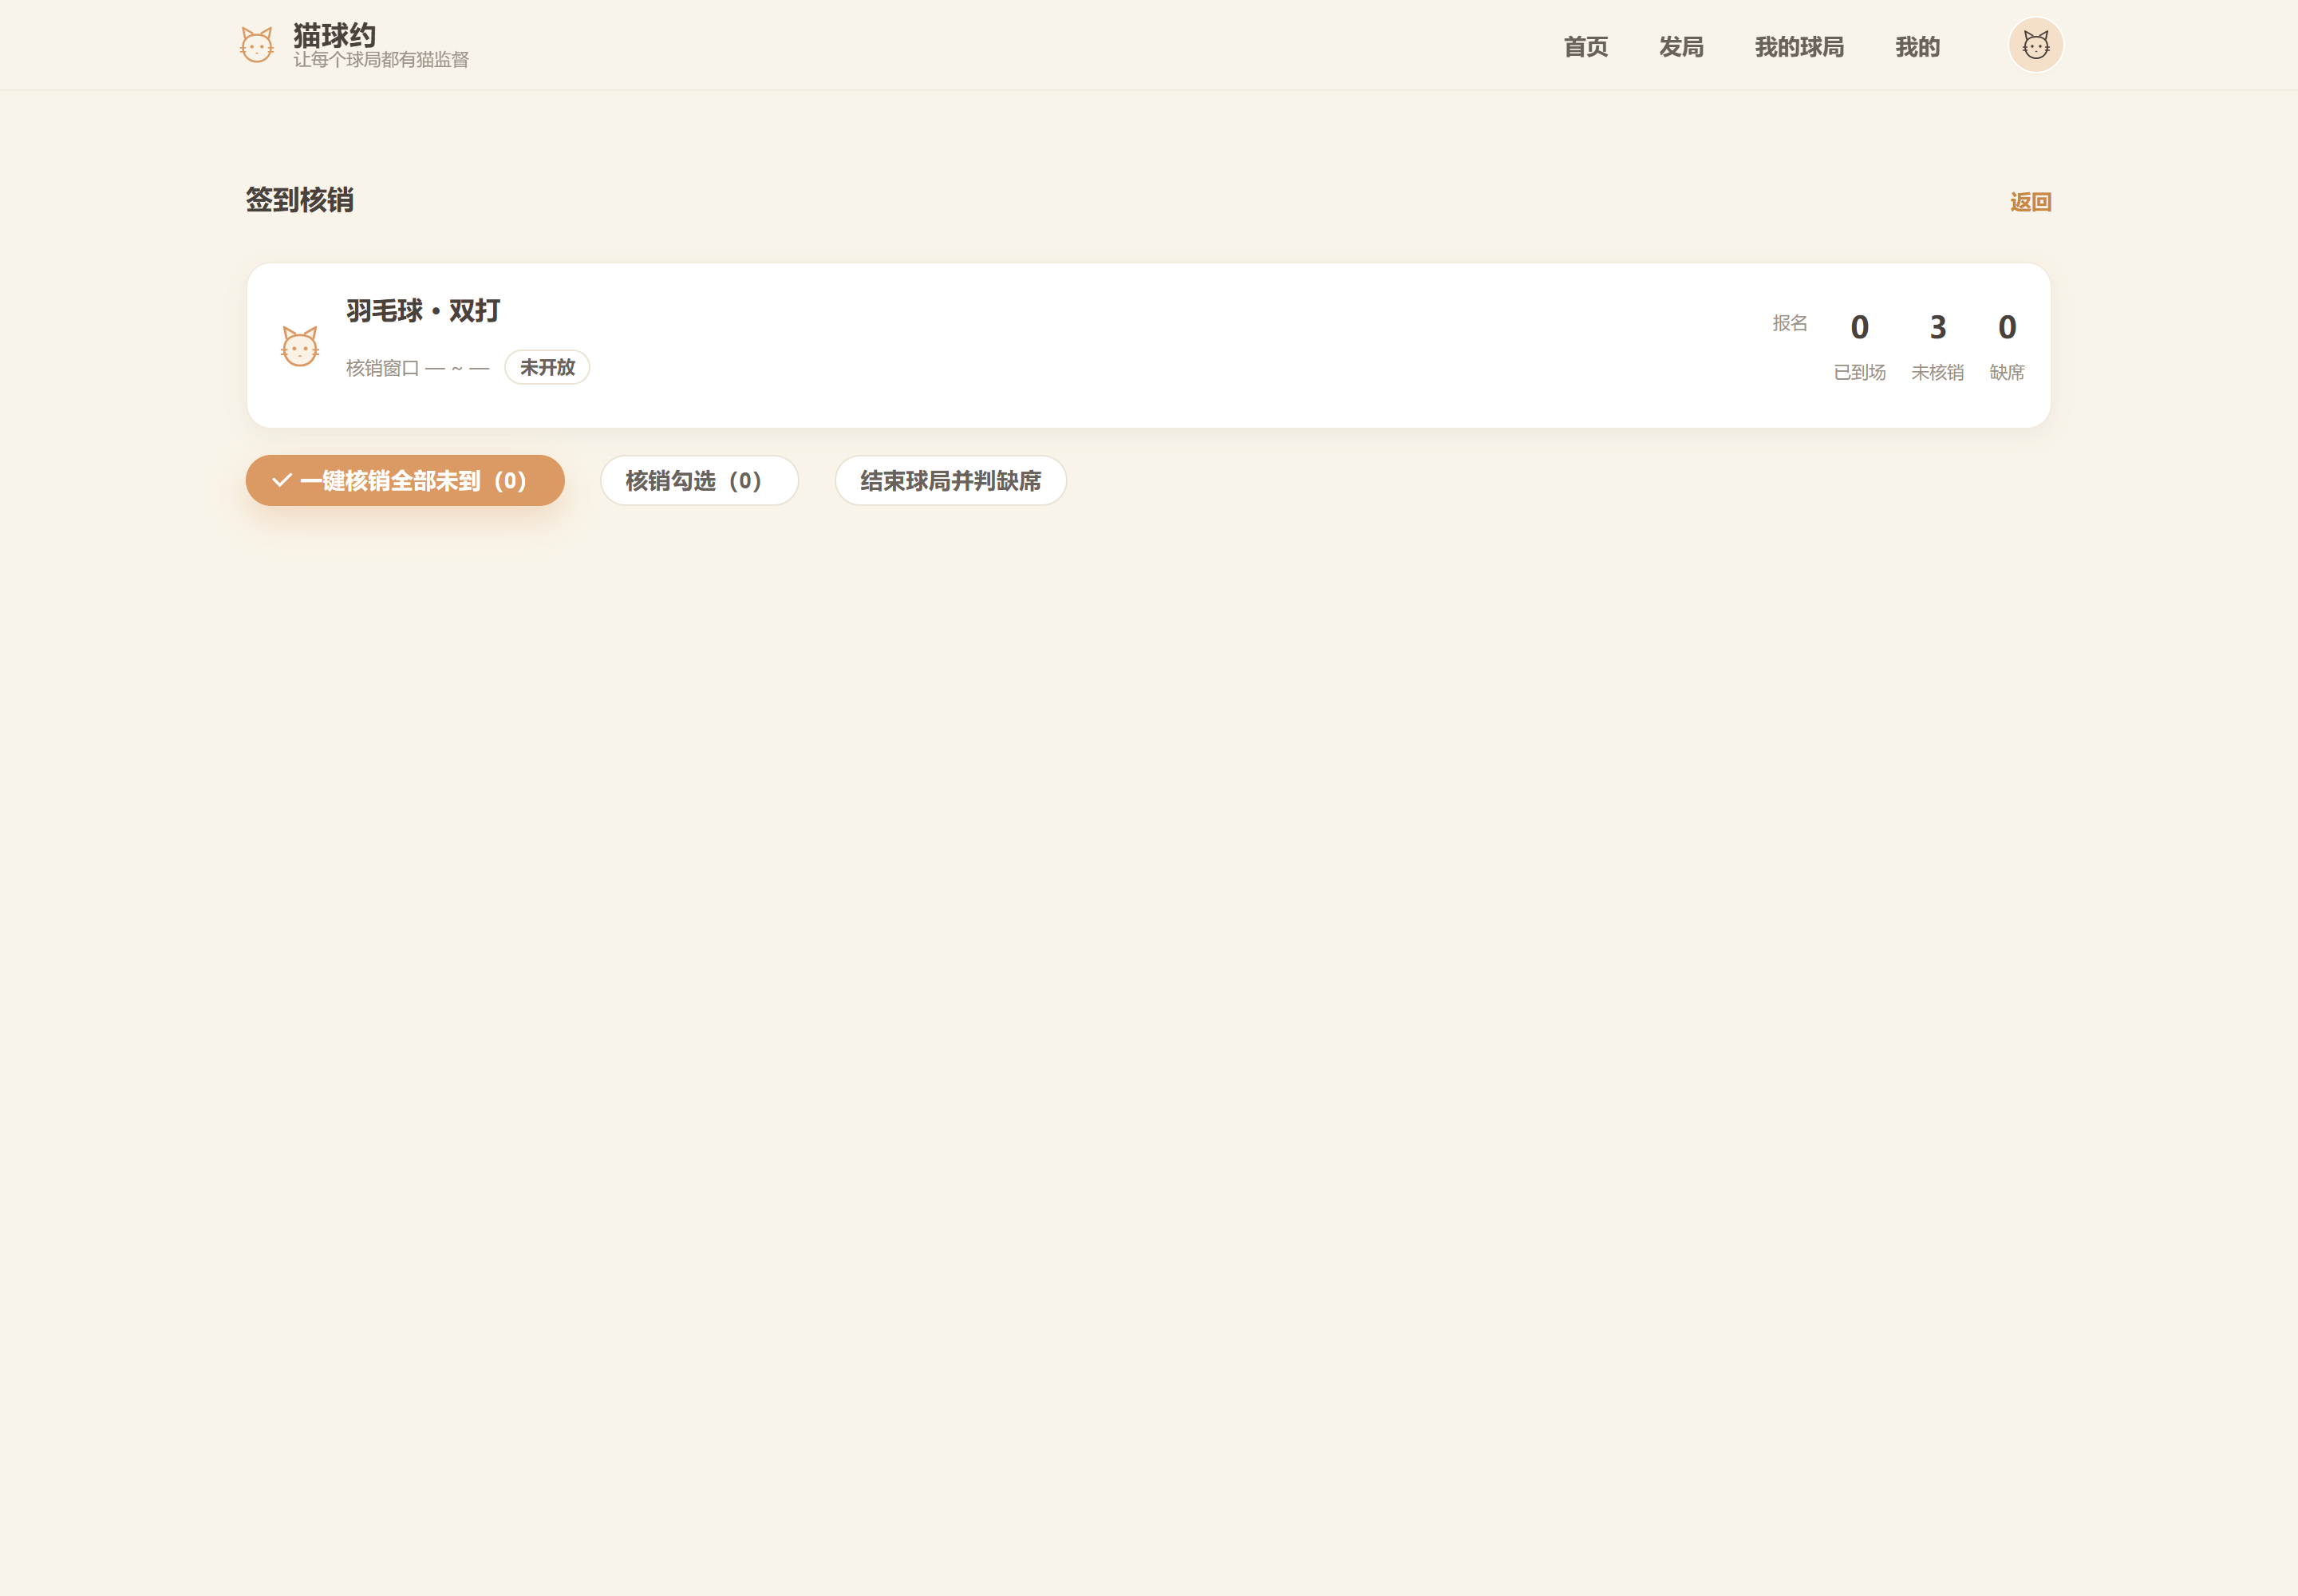 猫球约
让每个球局都有猫监督
首页 发局 我的球局 我的
签到核销
返回
羽毛球·双打
核销窗口 — ~ — 未开放
报名
0 3 0
已到场 未核销 缺席
一键核销全部未到（0）
核销勾选（0）
结束球局并判缺席